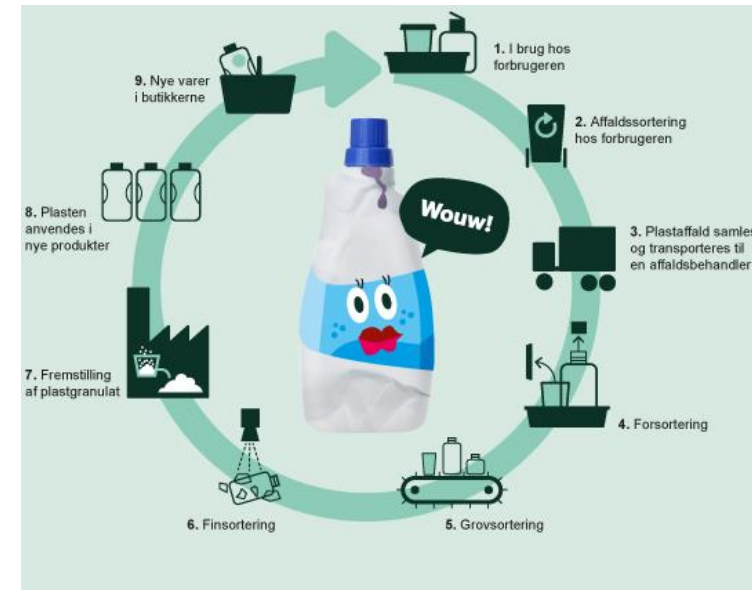 1. I brug hos
forbrugeren
2. Affaldssortering
hos forbrugeren
3. Plastaffald samles
og transporteres til
en affaldsbehandler
4. Forsortering
5. Grovsortering
6. Finsortering
7. Fremstilling
af plastgranulat
8. Plasten
anvendes i
nye produkter
9. Nye varer
i butikkerne
Wouw!